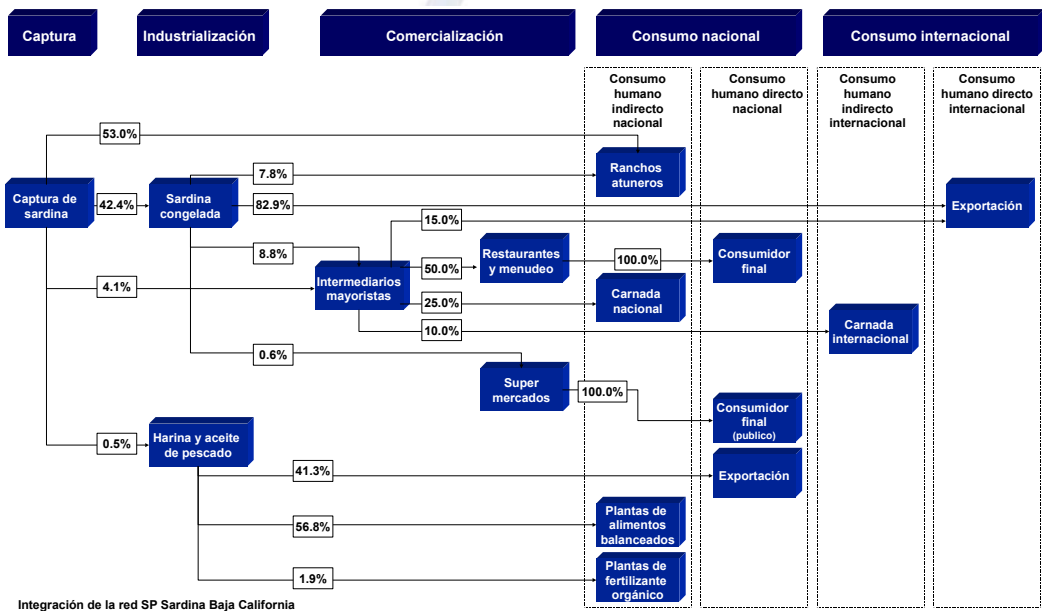 Captura
Industrialización
Comercialización
Consumo nacional
Consumo internacional
Consumo
humano
indirecto
nacional
Consumo
humano directo
nacional
Consumo
humano
indirecto
internacional
Consumo
humano directo
internacional
53.0%
Ranchos
atuneros
7.8%
Captura de
sardina
42.4%
Sardina
congelada
82.9%
Exportación
15.0%
8.8%
Restaurantes
y menudeo
100.0%
Consumidor
final
50.0%
Intermediarios
mayoristas
4.1%
25.0%
Carnada
nacional
10.0%
Carnada
internacional
0.6%
Super
mercados
100.0%
Consumidor
final
(publico)
0.5%
Harina y aceite
de pescado
41.3%
Exportación
56.8%
Plantas de
alimentos
balanceados
1.9%
Plantas de
fertilizante
orgánico
Integración de la red SP Sardina Baja California